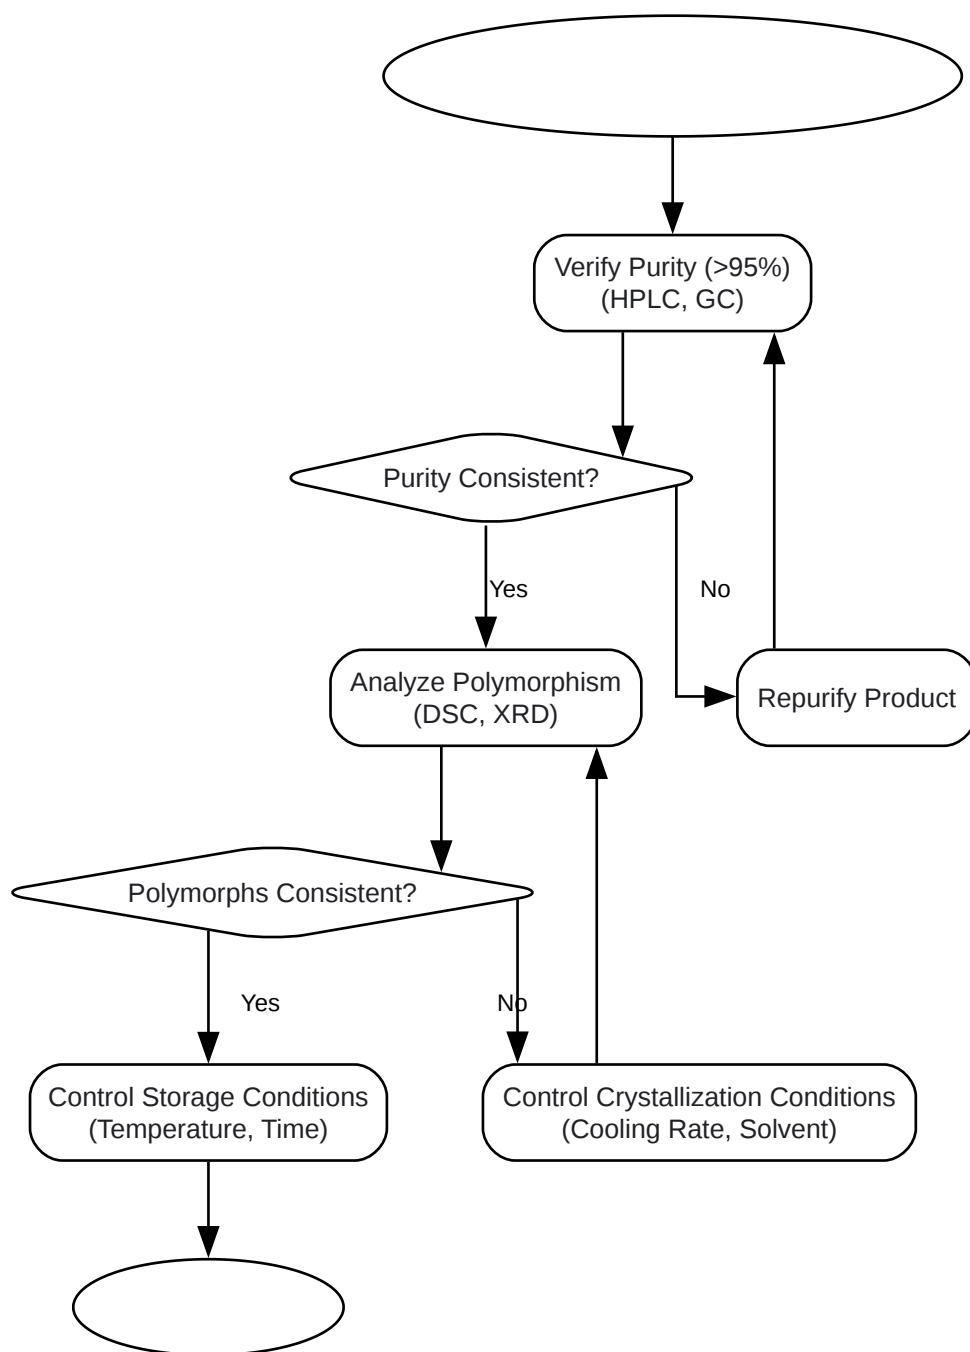 Verify Purity (>95%)
(HPLC, GC)
Purity Consistent?
Yes
No
Analyze Polymorphism
(DSC, XRD)
Repurify Product
Polymorphs Consistent?
Yes
No
Control Storage Conditions
(Temperature, Time)
Control Crystallization Conditions
(Cooling Rate, Solvent)